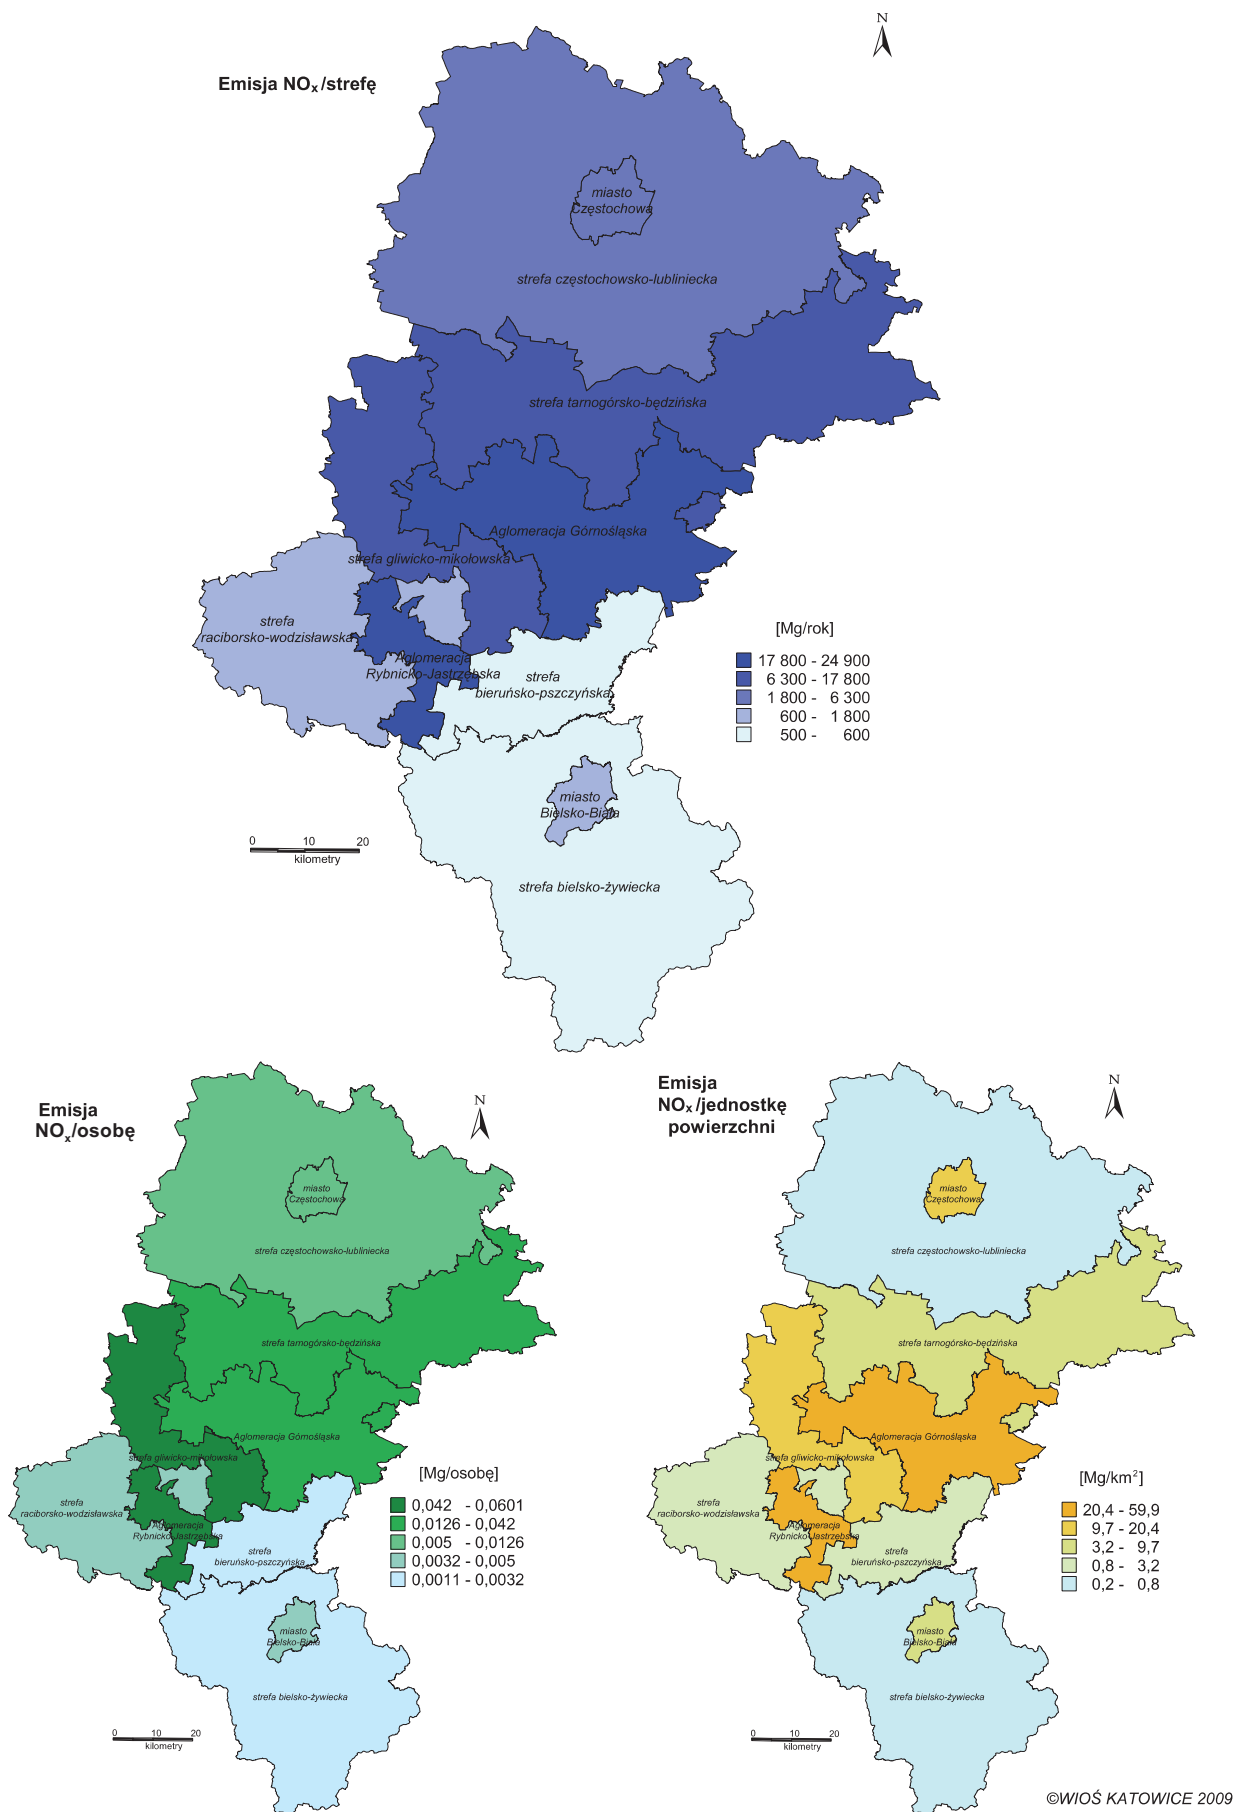 N
Emisja NOx/strefę
miasto
Częstochowa
strefa częstochowsko-lubliniecka
strefa tarnogórsko-będzińska
Aglomeracja Górnośląska
strefa gliwicko-mikołowska
strefa
raciborsko-wodzisławska
Aglomeracja
Rybnicko-Jastrzębska
strefa
bieruńsko-pszczyńska
miasto
Bielsko-Biała
strefa bielsko-żywiecka
[Mg/rok]
17 800 - 24 900
6 300 - 17 800
1 800 - 6 300
600 - 1 800
500 - 600
0 10 20
kilometry
Emisja
NOx/osobę
N
miasto
Częstochowa
strefa częstochowsko-lubliniecka
strefa tarnogórsko-będzińska
Aglomeracja Górnośląska
strefa gliwicko-mikołowska
strefa
raciborsko-wodzisławska
Aglomeracja
Rybnicko-Jastrzębska
strefa
bieruńsko-pszczyńska
miasto
Bielsko-Biała
strefa bielsko-żywiecka
[Mg/osobę]
0,042 - 0,0601
0,0126 - 0,042
0,005 - 0,0126
0,0032 - 0,005
0,0011 - 0,0032
0 10 20
kilometry
Emisja
NOx/jednostkę
powierzchni
N
miasto
Częstochowa
strefa częstochowsko-lubliniecka
strefa tarnogórsko-będzińska
Aglomeracja Górnośląska
strefa gliwicko-mikołowska
strefa
raciborsko-wodzisławska
Aglomeracja
Rybnicko-Jastrzębska
strefa
bieruńsko-pszczyńska
miasto
Bielsko-Biała
strefa bielsko-żywiecka
[Mg/km²]
20,4 - 59,9
9,7 - 20,4
3,2 - 9,7
0,8 - 3,2
0,2 - 0,8
0 10 20
kilometry
©WIOŚ KATOWICE 2009